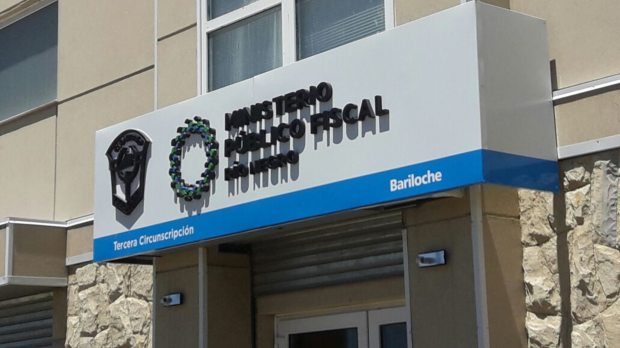 MINISTERIO
PÚBLICO FISCAL
RÍO NEGRO
Tercera Circunscripción
Bariloche